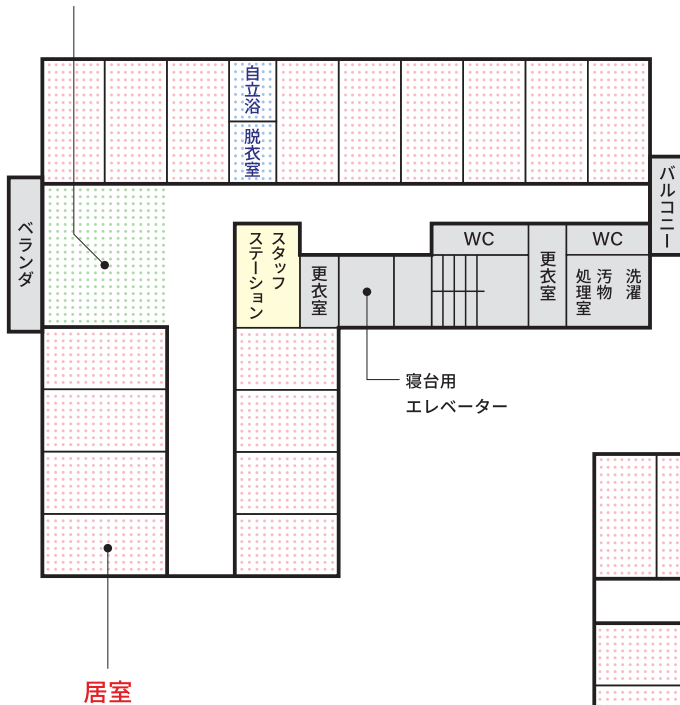 自立浴
脱衣室
バルコニー
ベランダ
スタッフ
ステーション
更衣室
WC
更衣室
WC
洗濯
汚物
処理室
寝台用
エレベーター
居室